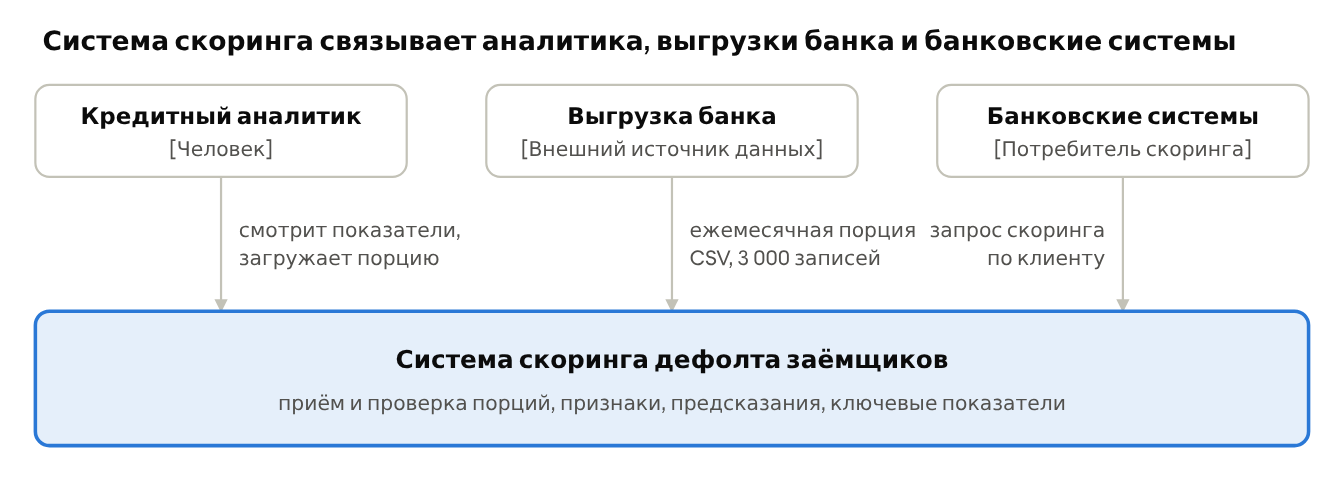 Система скоринга связывает аналитика, выгрузки банка и банковские системы
Кредитный аналитик
[Человек]
Выгрузка банка
[Внешний источник данных]
Банковские системы
[Потребитель скоринга]
смотрит показатели,
загружает порцию
ежемесячная порция
CSV, 3 000 записей
запрос скоринга
по клиенту
Система скоринга дефолта заёмщиков
приём и проверка порций, признаки, предсказания, ключевые показатели